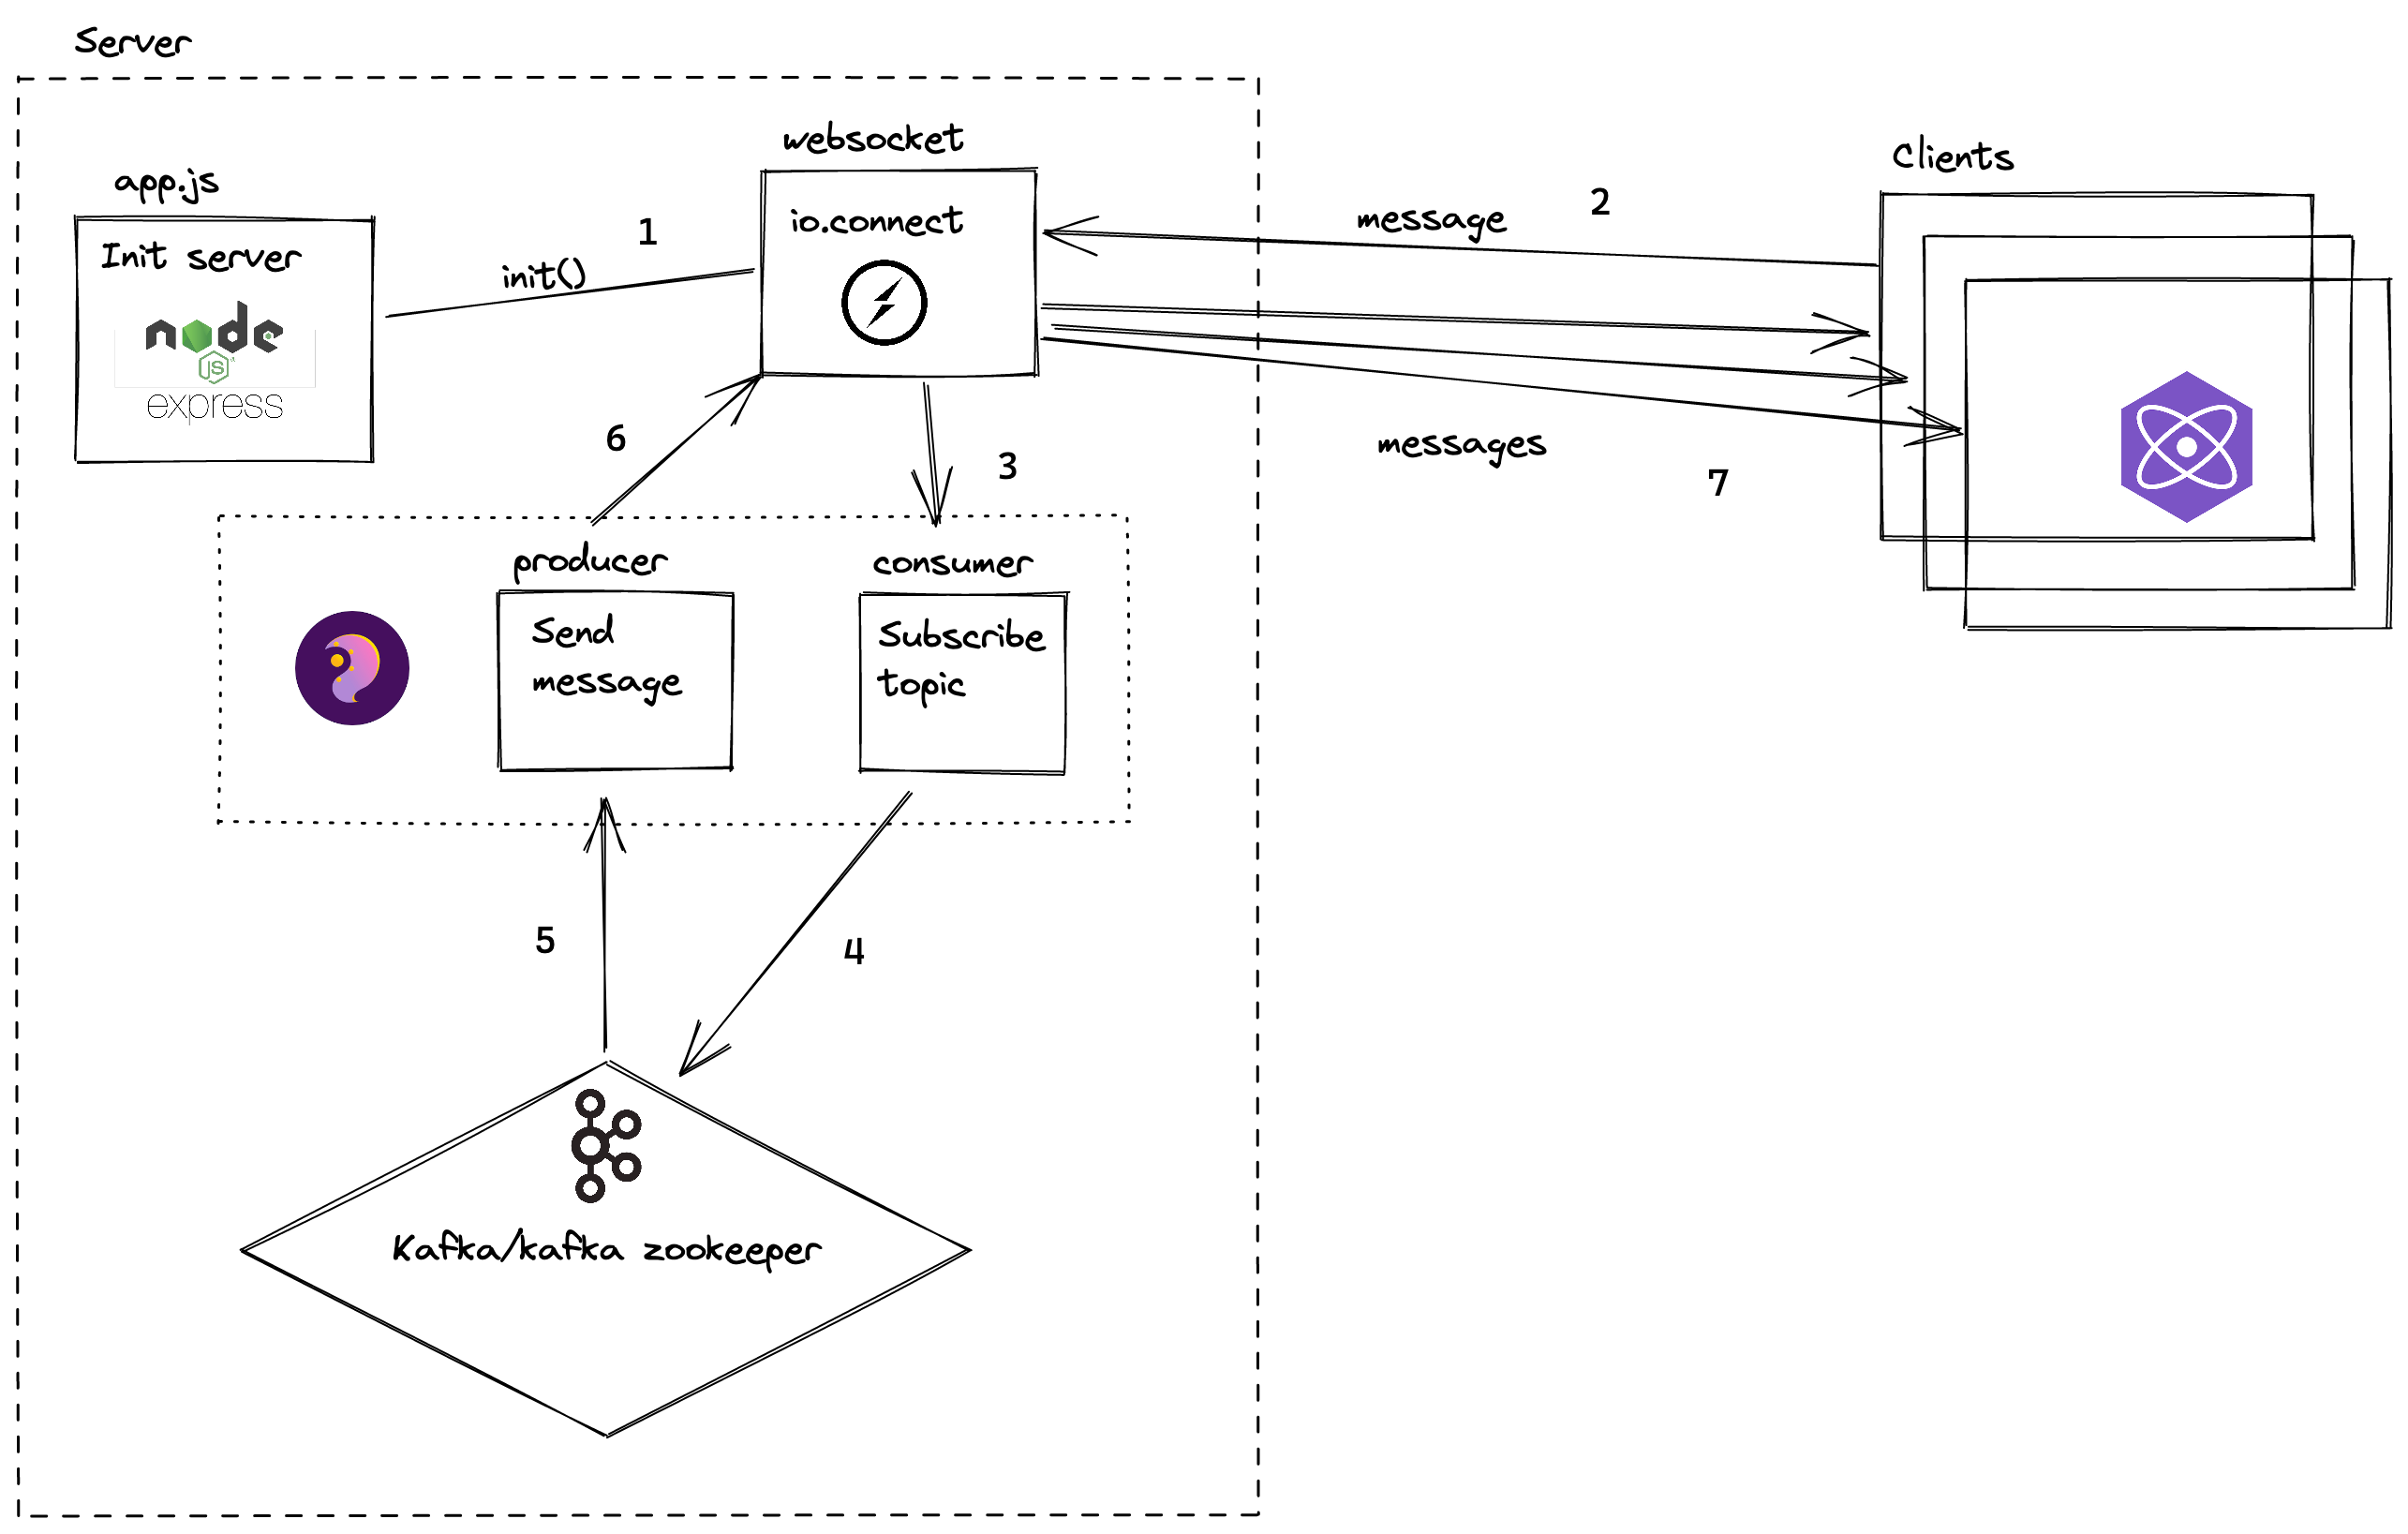 Server
app.js
Init server
node
JS
express
1
init()
websocket
io.connect
message
2
Clients
messages
7
6
3
producer
Send
message
consumer
Subscribe
topic
5
4
Kafka/kafka zookeeper